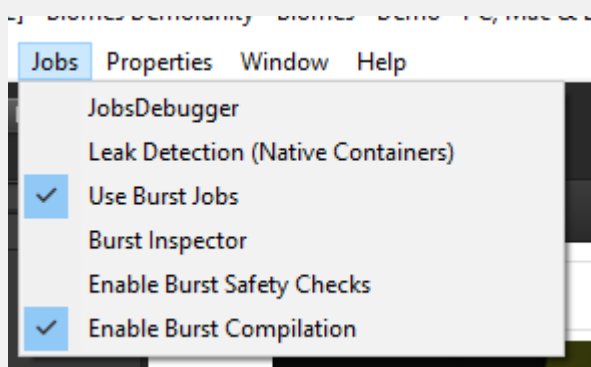 Jobs Properties Window Help
JobsDebugger
Leak Detection (Native Containers)
Use Burst Jobs
Burst Inspector
Enable Burst Safety Checks
Enable Burst Compilation